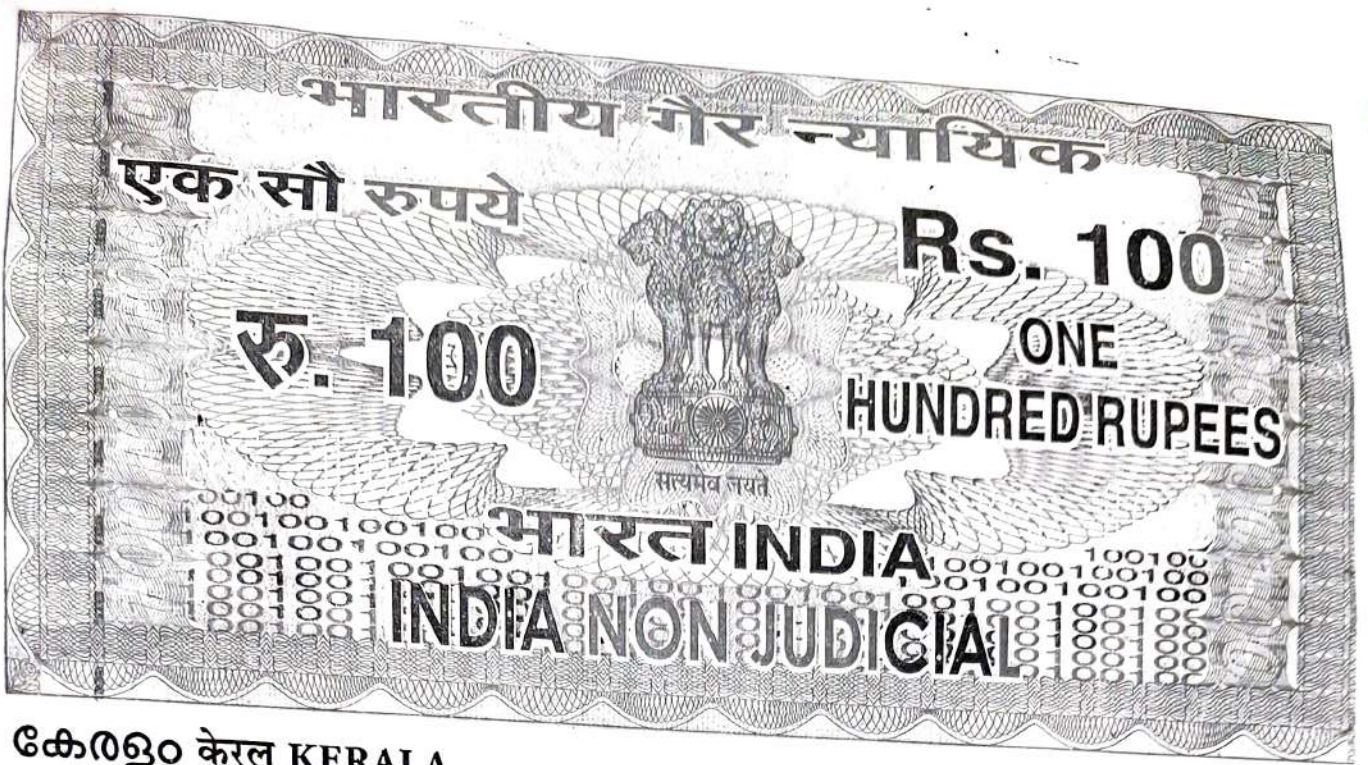 भारतीय गैर न्यायिक
एक सौ रुपये
Rs. 100
रु. 100
ONE
HUNDRED RUPEES
सत्यमेव जयते
भारत INDIA
INDIA NON JUDICIAL
കേരളം केरल KERALA